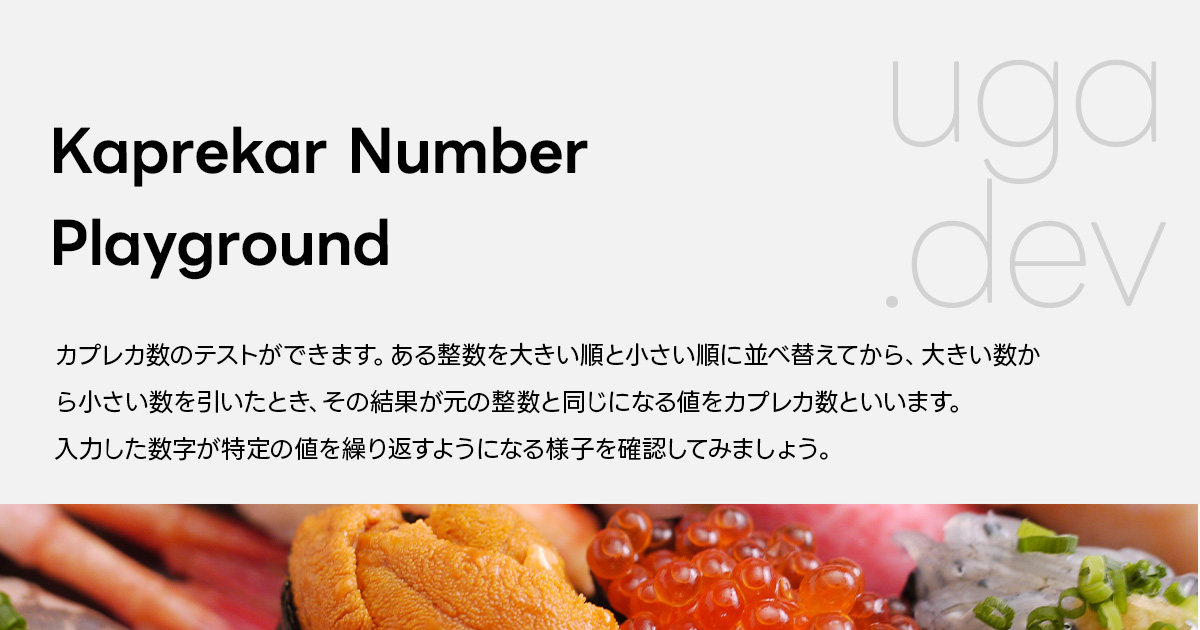 uga
.dev
Kaprekar Number
Playground
カプレカ数のテストができます。ある整数を大きい順と小さい順に並べ替えてから、大きい数か
ら小さい数を引いたとき、その結果が元の整数と同じになる値をカプレカ数といいます。
入力した数字が特定の値を繰り返すようになる様子を確認してみましょう。